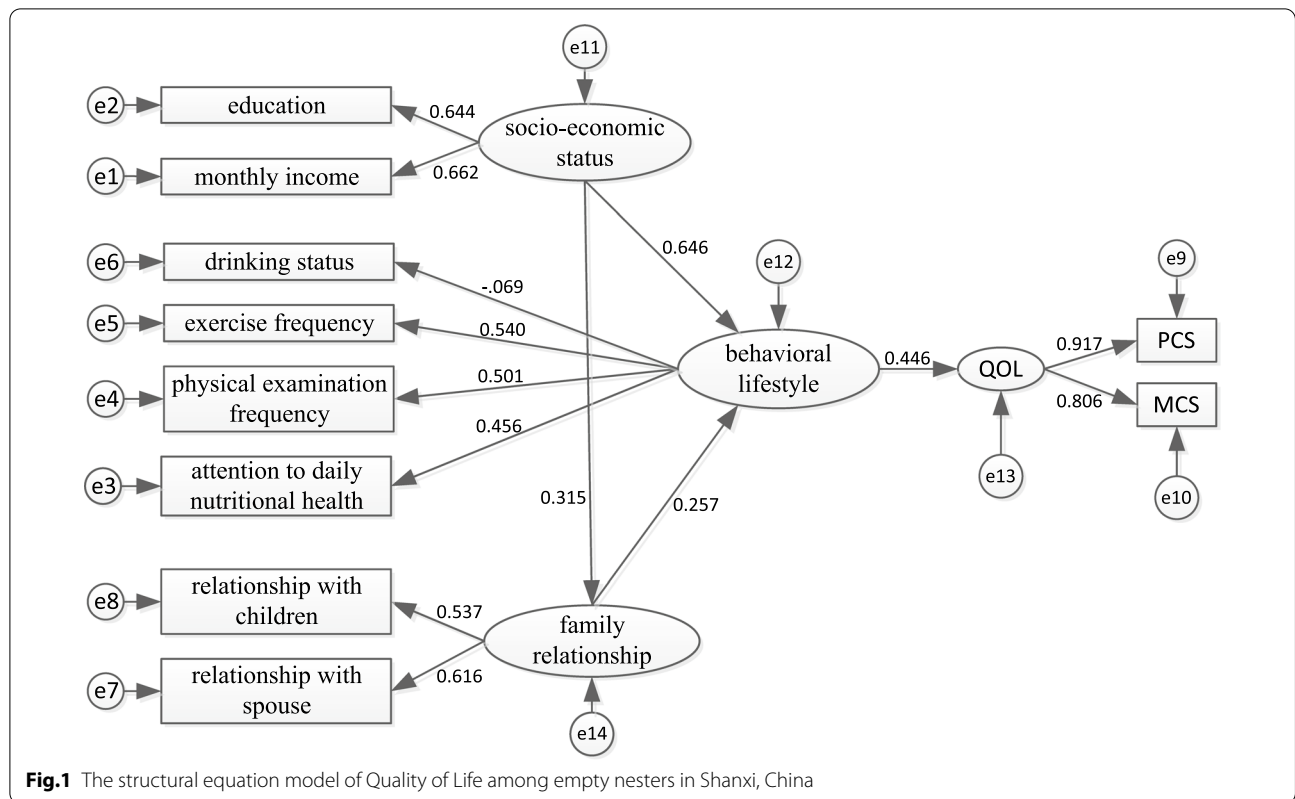 e11
e2
education
0.644
socio-economic
status
e1
monthly income
0.662
e6
drinking status
-.069
0.646
e12
e9
e5
exercise frequency
0.540
e4
physical examination
frequency
0.501
behavioral
lifestyle
0.446
QOL
0.917
PCS
0.806
MCS
e3
attention to daily
nutritional health
0.456
0.315
0.257
e13
e10
e8
relationship with
children
0.537
family
relationship
e7
relationship with
spouse
0.616
e14
Fig.1 The structural equation model of Quality of Life among empty nesters in Shanxi, China